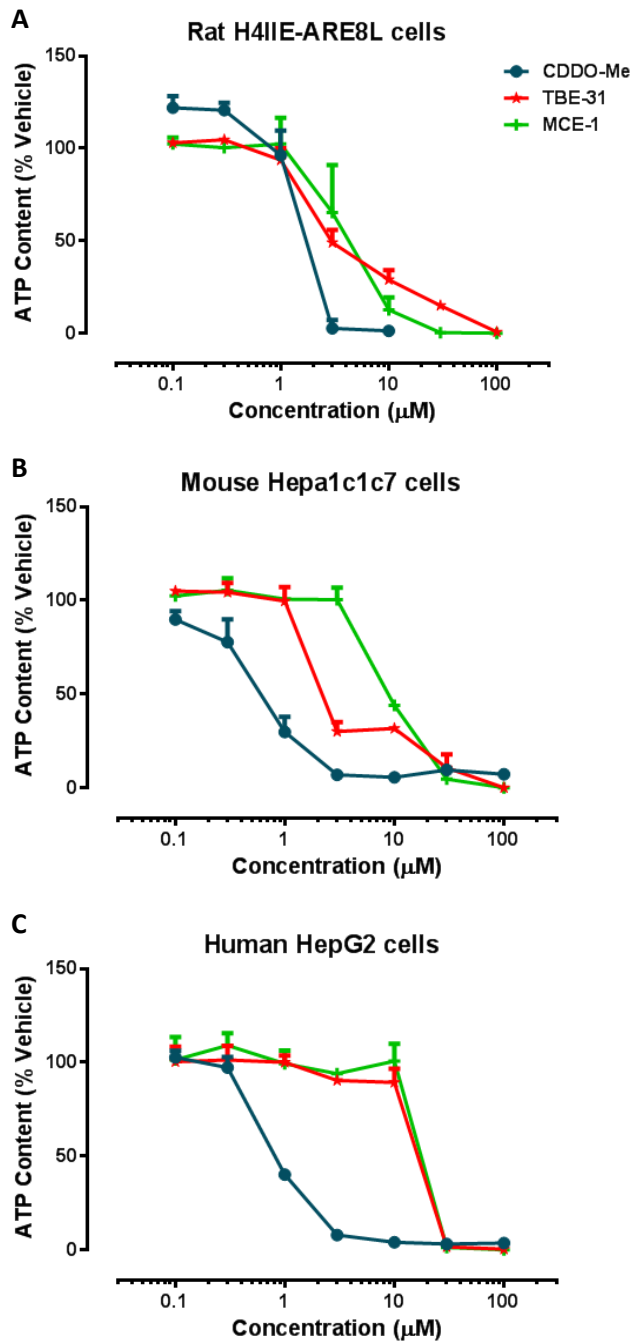 A
Rat H4IIE-ARE8L cells
CDDO-Me
TBE-31
MCE-1
ATP Content (% Vehicle)
150
100
50
0
0.1 1 10 100
Concentration (μM)
B
Mouse Hepa1c1c7 cells
ATP Content (% Vehicle)
150
100
50
0
0.1 1 10 100
Concentration (μM)
C
Human HepG2 cells
ATP Content (% Vehicle)
150
100
50
0
0.1 1 10 100
Concentration (μM)